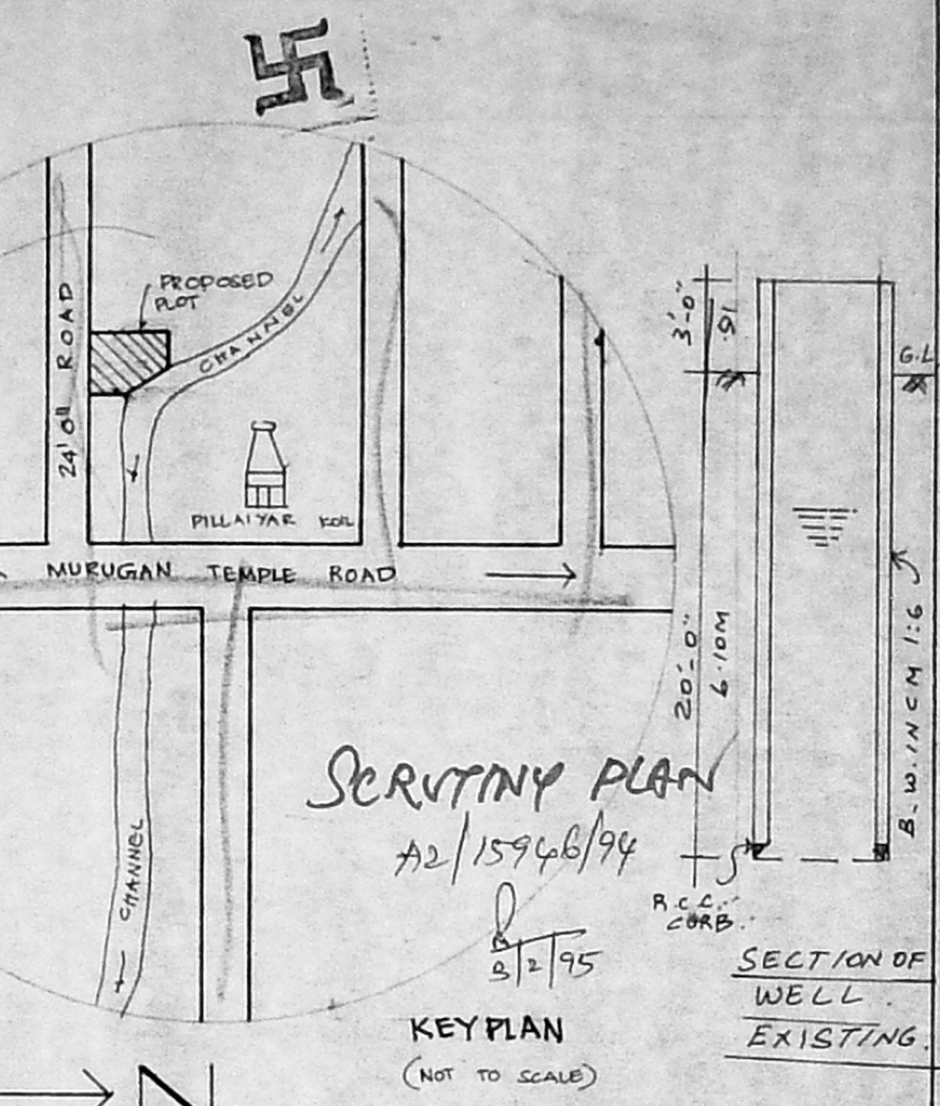 PROPOSED
PLOT
24'0" ROAD
CHANNEL
PILLAIYAR KOIL
MURUGAN TEMPLE ROAD
CHANNEL
3'-0"
.91
G.L
20'-0"
6.10M
B.W. IN CM 1:6
R.C.C.
CURB.
SCRUTINY PLAN
A2/15946/94
3/2/95
KEY PLAN
(NOT TO SCALE)
SECTION OF
WELL
EXISTING.